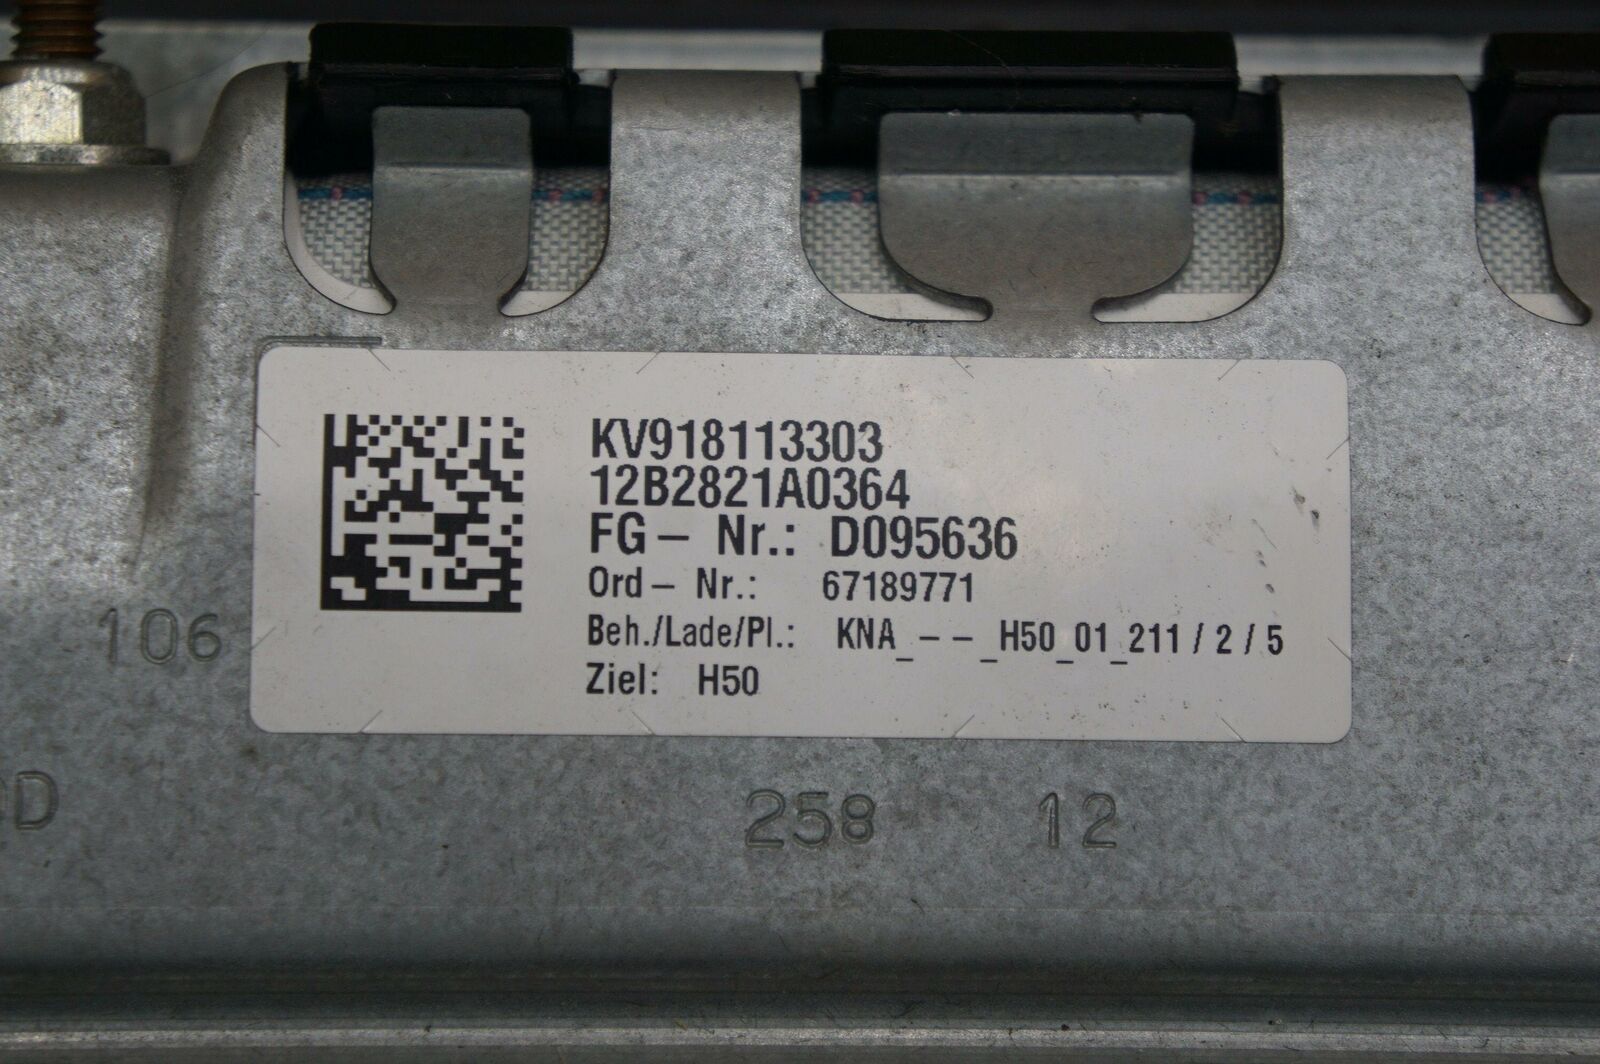 KV918113303
12B2821A0364
FG- Nr.: D095636
Ord- Nr.: 67189771
Beh./Lade/Pl.: KNA_--_H50_01_211/2/5
Ziel: H50
106
D
258 12